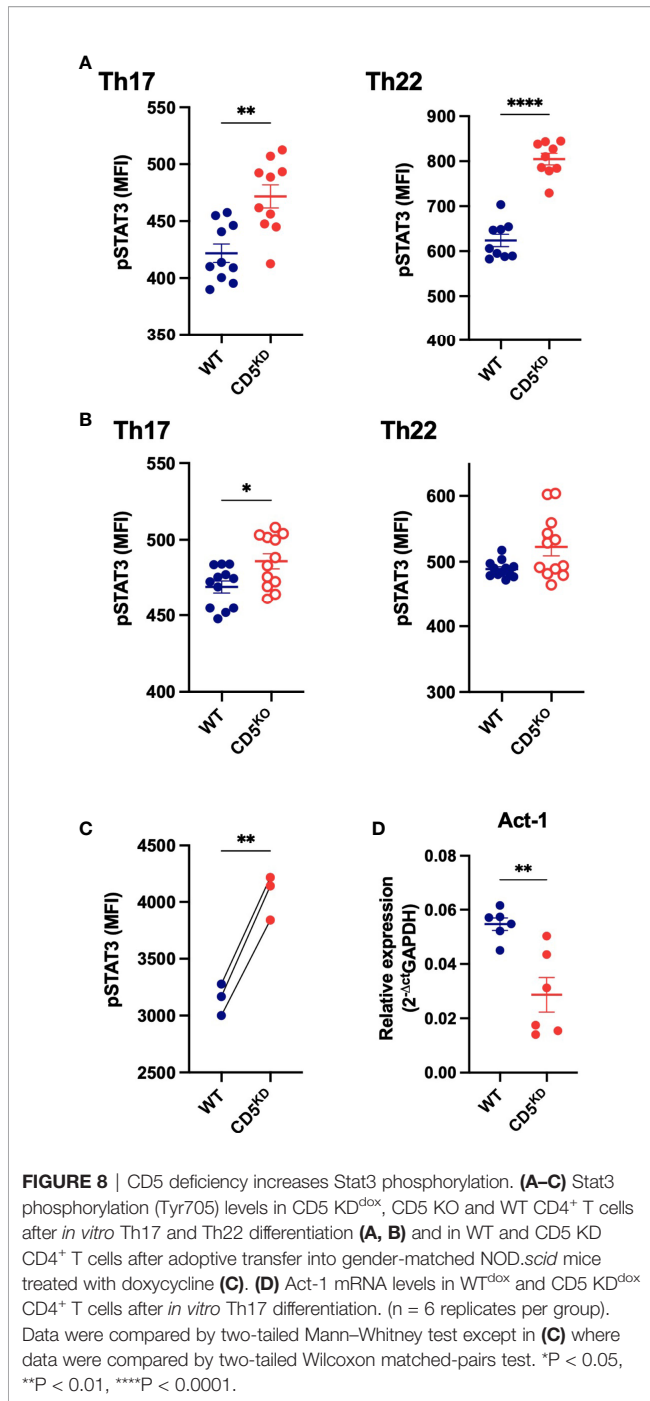 A
Th17
Th22
**
****
pSTAT3 (MFI)
550
500
450
400
350
WT
CD5ᴷᴰ
pSTAT3 (MFI)
900
800
700
600
500
400
WT
CD5ᴷᴰ
B
Th17
Th22
*
pSTAT3 (MFI)
550
500
450
400
WT
CD5ᴷᴼ
pSTAT3 (MFI)
600
500
400
300
WT
CD5ᴷᴼ
C
**
pSTAT3 (MFI)
4500
4000
3500
3000
2500
WT
CD5ᴷᴰ
D
Act-1
**
Relative expression
(2-ΔctGAPDH)
0.08
0.06
0.04
0.02
0.00
WT
CD5ᴷᴰ
FIGURE 8 | CD5 deficiency increases Stat3 phosphorylation. (A–C) Stat3
phosphorylation (Tyr705) levels in CD5 KDᵈᵒˣ, CD5 KO and WT CD4⁺ T cells
after in vitro Th17 and Th22 differentiation (A, B) and in WT and CD5 KD
CD4⁺ T cells after adoptive transfer into gender-matched NOD.scid mice
treated with doxycycline (C). (D) Act-1 mRNA levels in WTᵈᵒˣ and CD5 KDᵈᵒˣ
CD4⁺ T cells after in vitro Th17 differentiation. (n = 6 replicates per group).
Data were compared by two-tailed Mann–Whitney test except in (C) where
data were compared by two-tailed Wilcoxon matched-pairs test. *P < 0.05,
**P < 0.01, ****P < 0.0001.